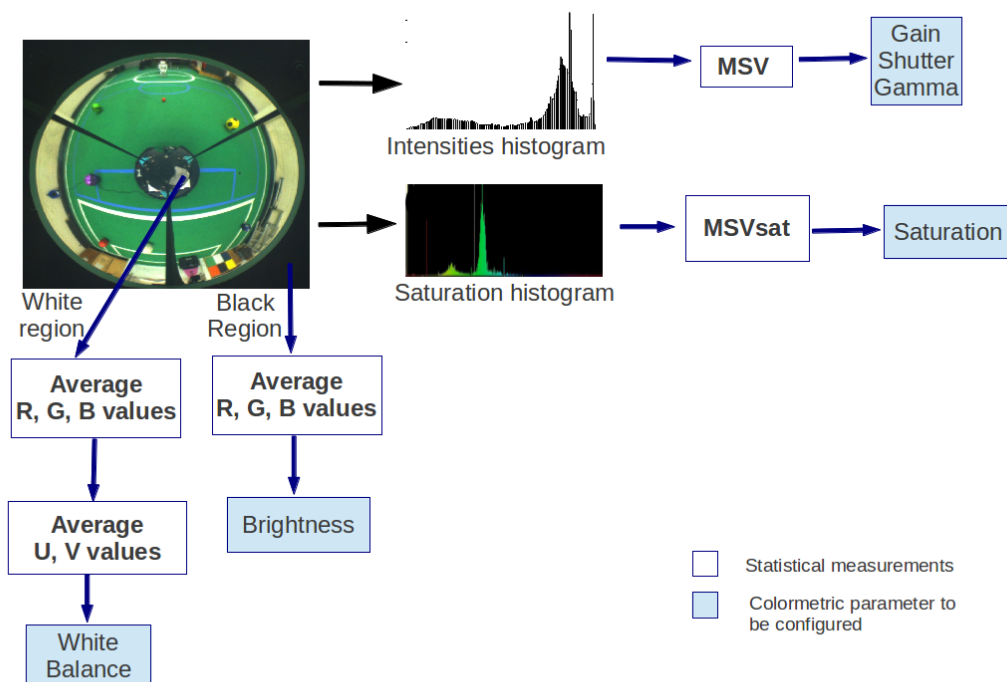 MSV
Gain
Shutter
Gamma
Intensities histogram
MSVsat
Saturation
Saturation histogram
White
region
Black
Region
Average
R, G, B values
Average
R, G, B values
Average
U, V values
Brightness
White
Balance
Statistical measurements
Colormetric parameter to
be configured